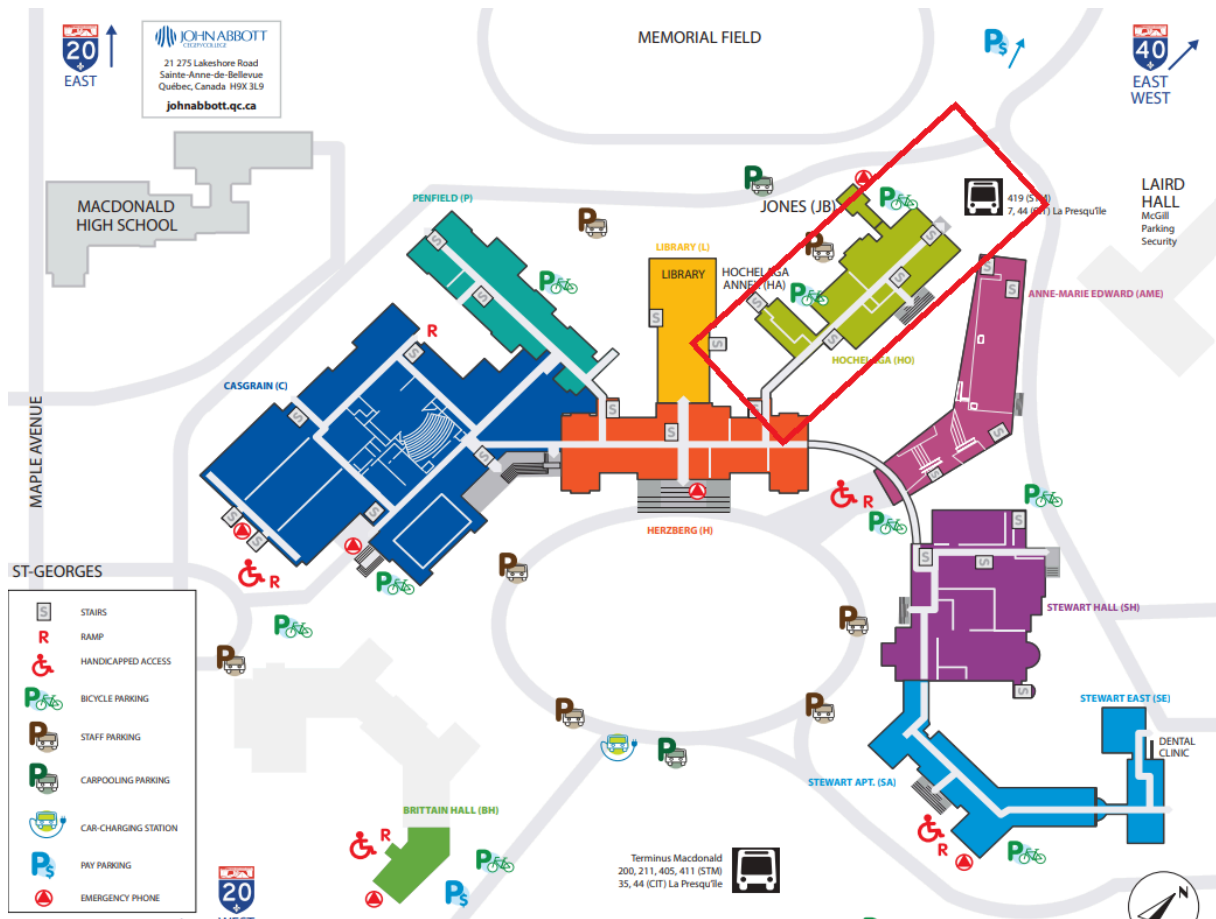 MEMORIAL FIELD
20
EAST
JOHN ABBOTT
CEGEP/COLLEGE
21 275 Lakeshore Road
Sainte-Anne-de-Bellevue
Québec, Canada H9X 3L9
johnabbott.qc.ca
P$
40
EAST
WEST
MACDONALD
HIGH SCHOOL
PENFIELD (P)
JONES (JB)
419 (STM)
7, 44 (CIT) La Presqu'île
LAIRD
HALL
McGill
Parking
Security
LIBRARY (L)
LIBRARY
HOCHELAGA
ANNEX (HA)
ANNE-MARIE EDWARD (AME)
HOCHELAGA (HO)
R
CASGRAIN (C)
MAPLE AVENUE
HERZBERG (H)
R
ST-GEORGES
R
STEWART HALL (SH)
S STAIRS
R RAMP
HANDICAPPED ACCESS
P BICYCLE PARKING
P STAFF PARKING
P CARPOOLING PARKING
CAR-CHARGING STATION
P$ PAY PARKING
EMERGENCY PHONE
STEWART EAST (SE)
DENTAL
CLINIC
STEWART APT. (SA)
BRITTAIN HALL (BH)
R
R
P$
Terminus Macdonald
200, 211, 405, 411 (STM)
35, 44 (CIT) La Presqu'île
20
WEST
N